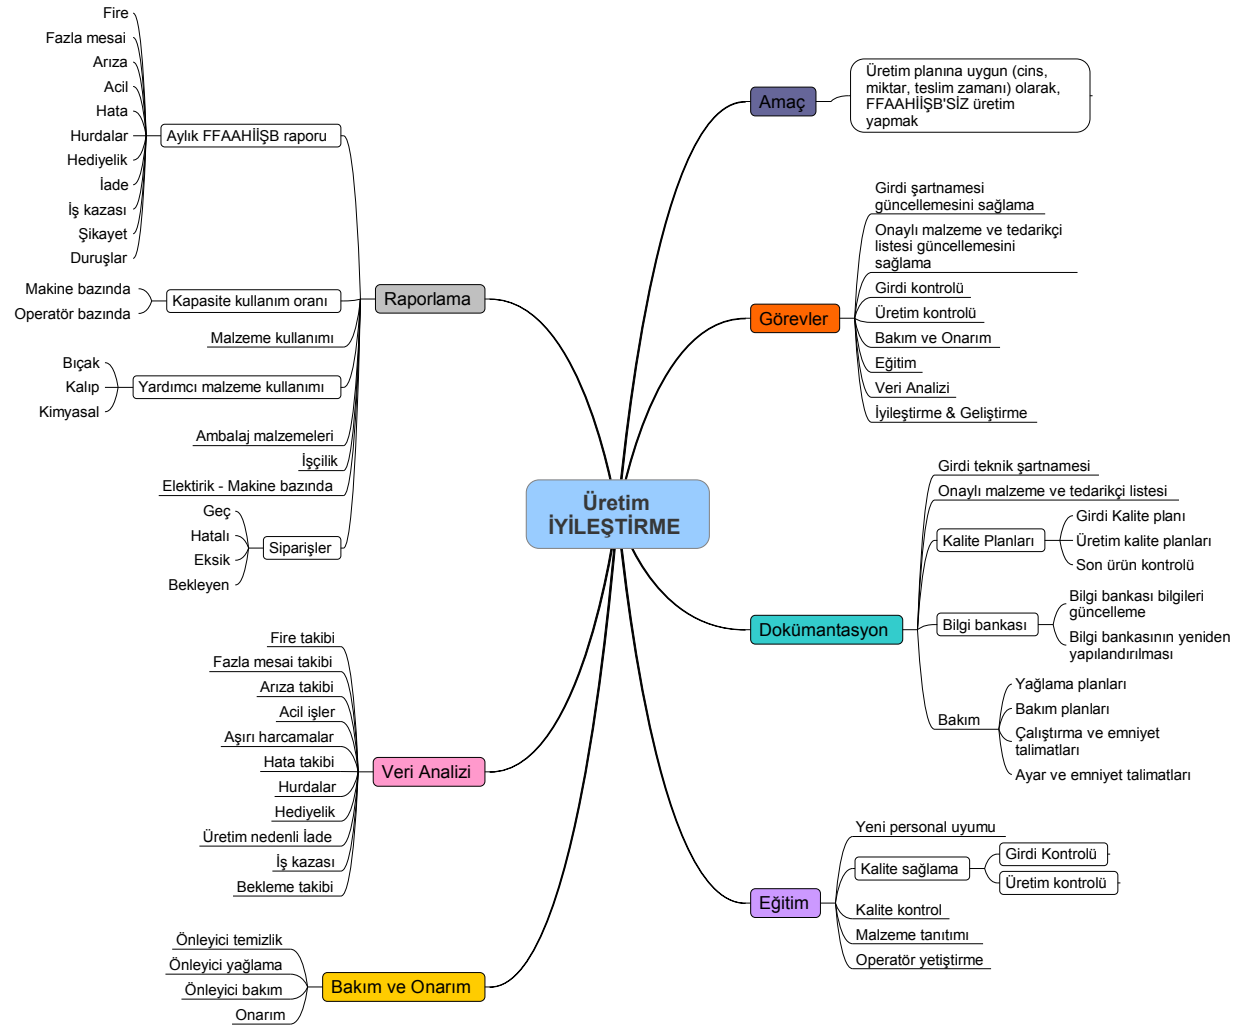 Üretim
İYİLEŞTİRME
Amaç
Üretim planına uygun (cins,
miktar, teslim zamanı) olarak,
FFAAHİİŞB'SİZ üretim
yapmak
Görevler
Girdi şartnamesi
güncellemesini sağlama
Onaylı malzeme ve tedarikçi
listesi güncellemesini
sağlama
Girdi kontrolü
Üretim kontrolü
Bakım ve Onarım
Eğitim
Veri Analizi
İyileştirme & Geliştirme
Dokümantasyon
Girdi teknik şartnamesi
Onaylı malzeme ve tedarikçi listesi
Kalite Planları
Girdi Kalite planı
Üretim kalite planları
Son ürün kontrolü
Bilgi bankası
Bilgi bankası bilgileri
güncelleme
Bilgi bankasının yeniden
yapılandırılması
Bakım
Yağlama planları
Bakım planları
Çalıştırma ve emniyet
talimatları
Ayar ve emniyet talimatları
Eğitim
Yeni personal uyumu
Kalite sağlama
Girdi Kontrolü
Üretim kontrolü
Kalite kontrol
Malzeme tanıtımı
Operatör yetiştirme
Raporlama
Aylık FFAAHİİŞB raporu
Fire
Fazla mesai
Arıza
Acil
Hata
Hurdalar
Hediyelik
İade
İş kazası
Şikayet
Duruşlar
Kapasite kullanım oranı
Makine bazında
Operatör bazında
Malzeme kullanımı
Yardımcı malzeme kullanımı
Bıçak
Kalıp
Kimyasal
Ambalaj malzemeleri
İşçilik
Elektirik - Makine bazında
Siparişler
Geç
Hatalı
Eksik
Bekleyen
Veri Analizi
Fire takibi
Fazla mesai takibi
Arıza takibi
Acil işler
Aşırı harcamalar
Hata takibi
Hurdalar
Hediyelik
Üretim nedenli İade
İş kazası
Bekleme takibi
Bakım ve Onarım
Önleyici temizlik
Önleyici yağlama
Önleyici bakım
Onarım